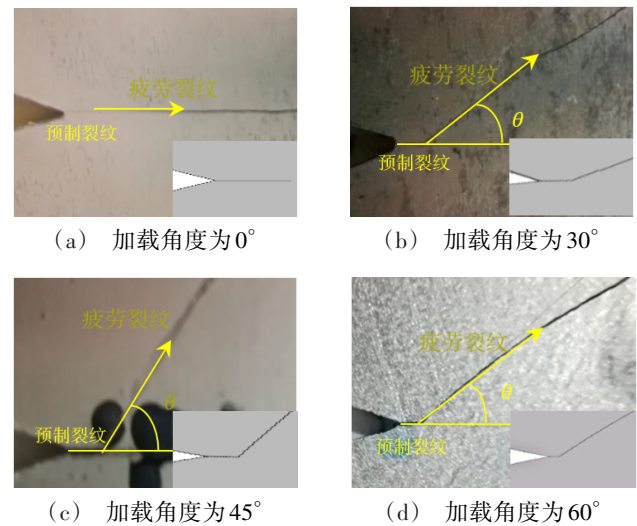 疲劳裂纹
预制裂纹
(a) 加载角度为0°
疲劳裂纹
θ
预制裂纹
(b) 加载角度为30°
疲劳裂纹
θ
预制裂纹
(c) 加载角度为45°
疲劳裂纹
θ
预制裂纹
(d) 加载角度为60°